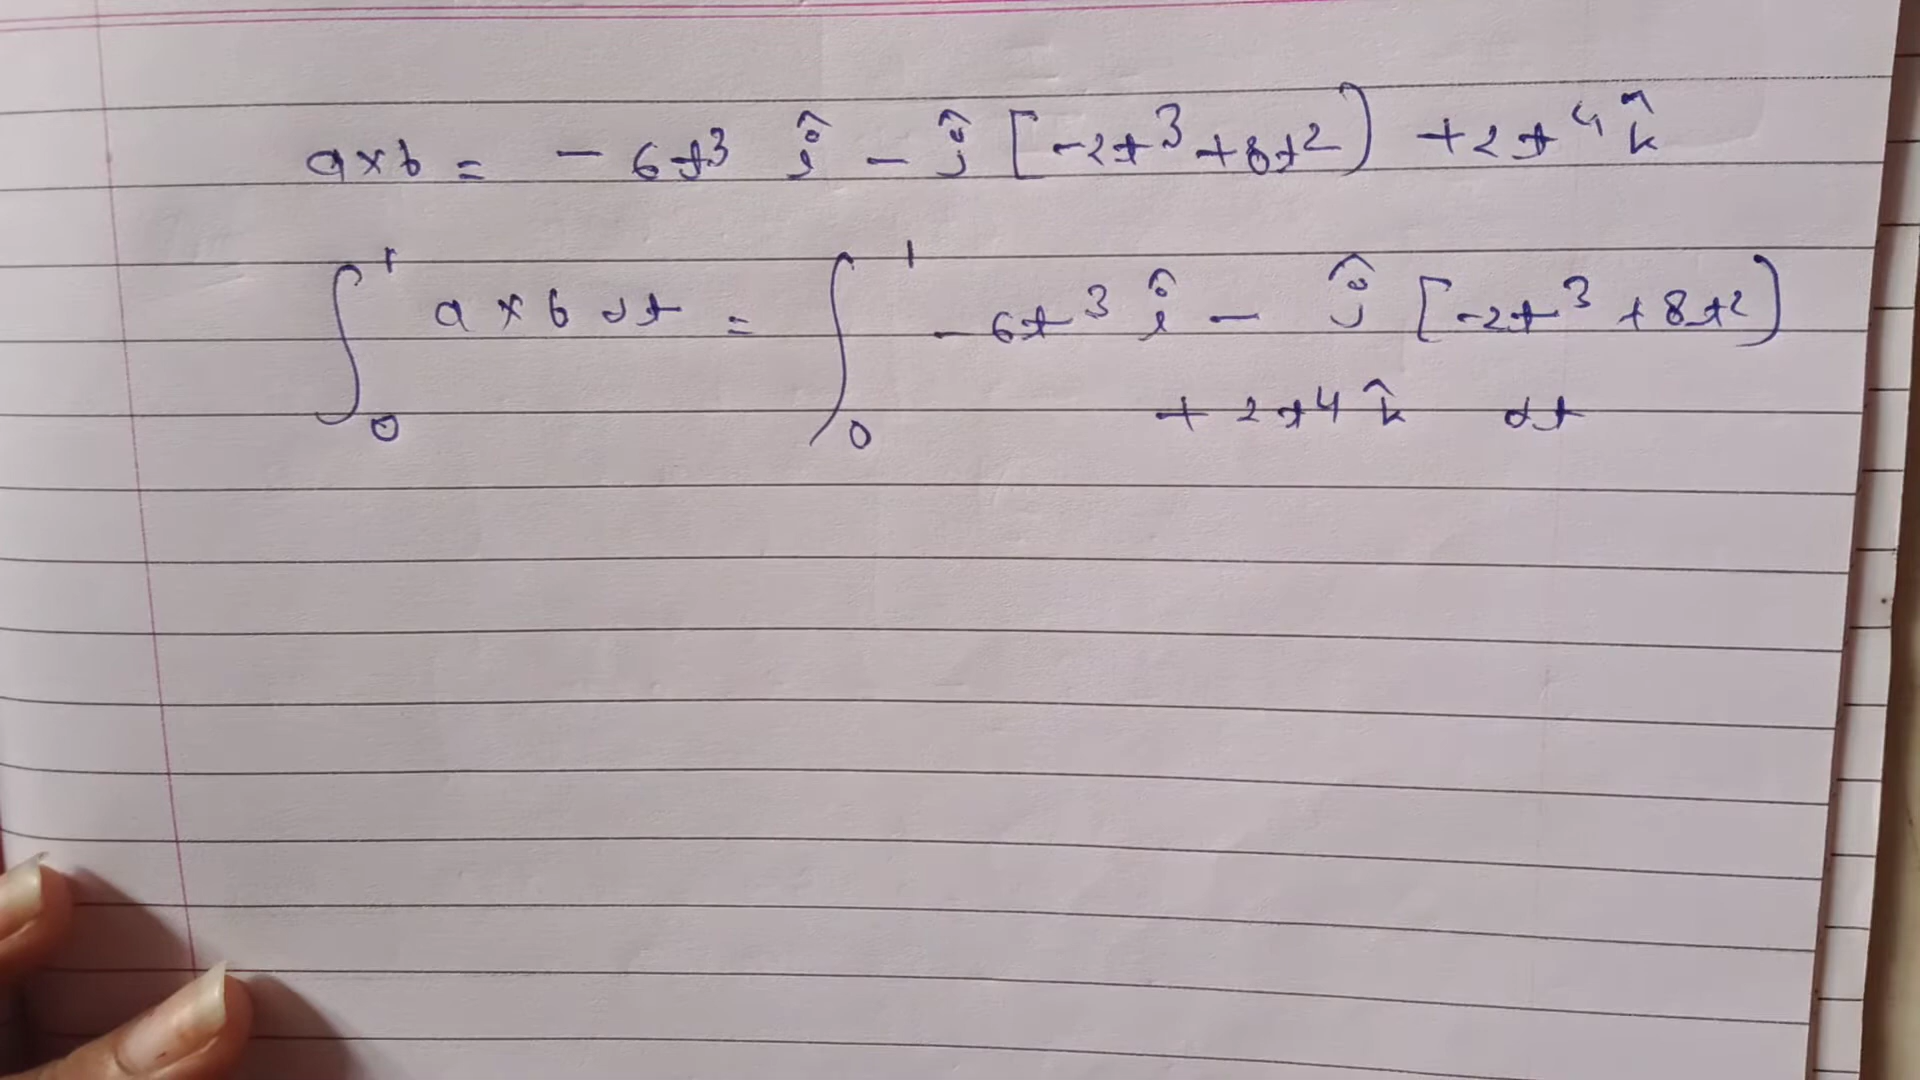 a×b = - 6t³ î - ĵ [-2t³+8t²) +2t⁴ k̂
∫₀¹ a × b dt = ∫₀¹ -6t³ î - ĵ [-2t³ +8t²)
+ 2t⁴ k̂ dt